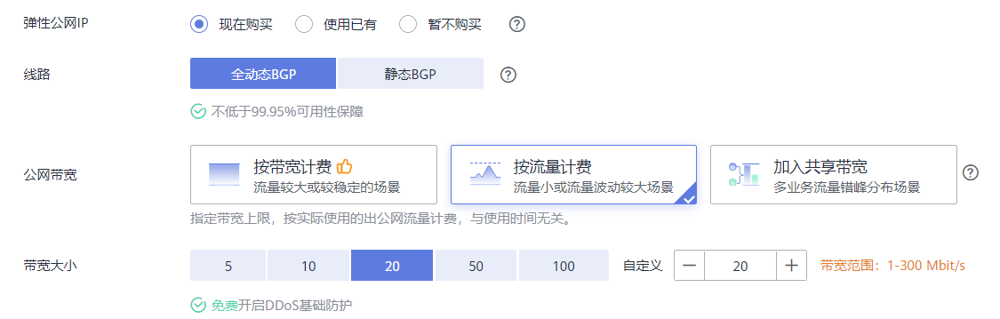 弹性公网IP 现在购买 使用已有 暂不购买 ?
线路 全动态BGP 静态BGP ?
不低于99.95%可用性保障
公网带宽 按带宽计费 按流量计费 加入共享带宽 ?
流量较大或较稳定的场景 流量小或流量波动较大场景 多业务流量错峰分布场景
指定带宽上限，按实际使用的出公网流量计费，与使用时间无关。
带宽大小 5 10 20 50 100 自定义 — 20 + 带宽范围：1-300 Mbit/s
免费开启DDoS基础防护